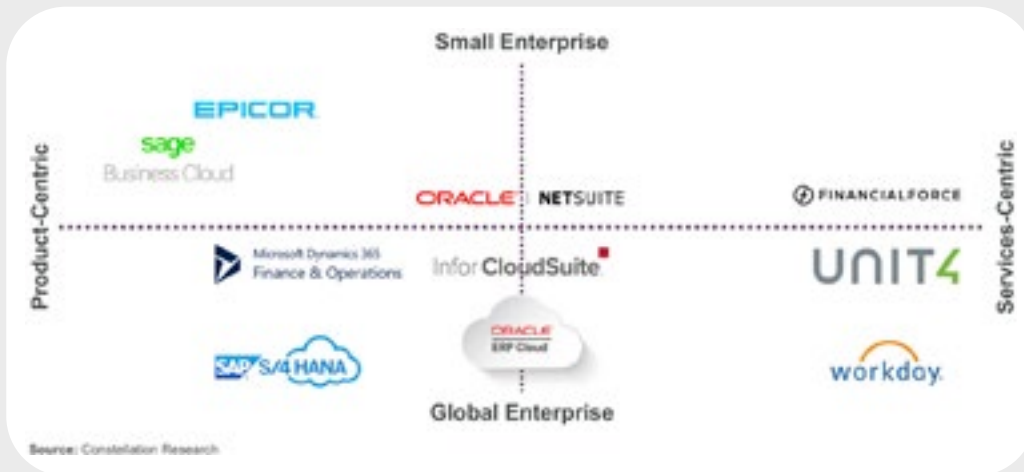 Small Enterprise
EPICOR
sage
Business Cloud
ORACLE | NETSUITE
FINANCIALFORCE
Product-Centric
Services-Centric
Microsoft Dynamics 365
Finance & Operations
Infor CloudSuite
UNIT4
ORACLE
ERP Cloud
SAP S/4HANA
workday.
Global Enterprise
Source: Constellation Research